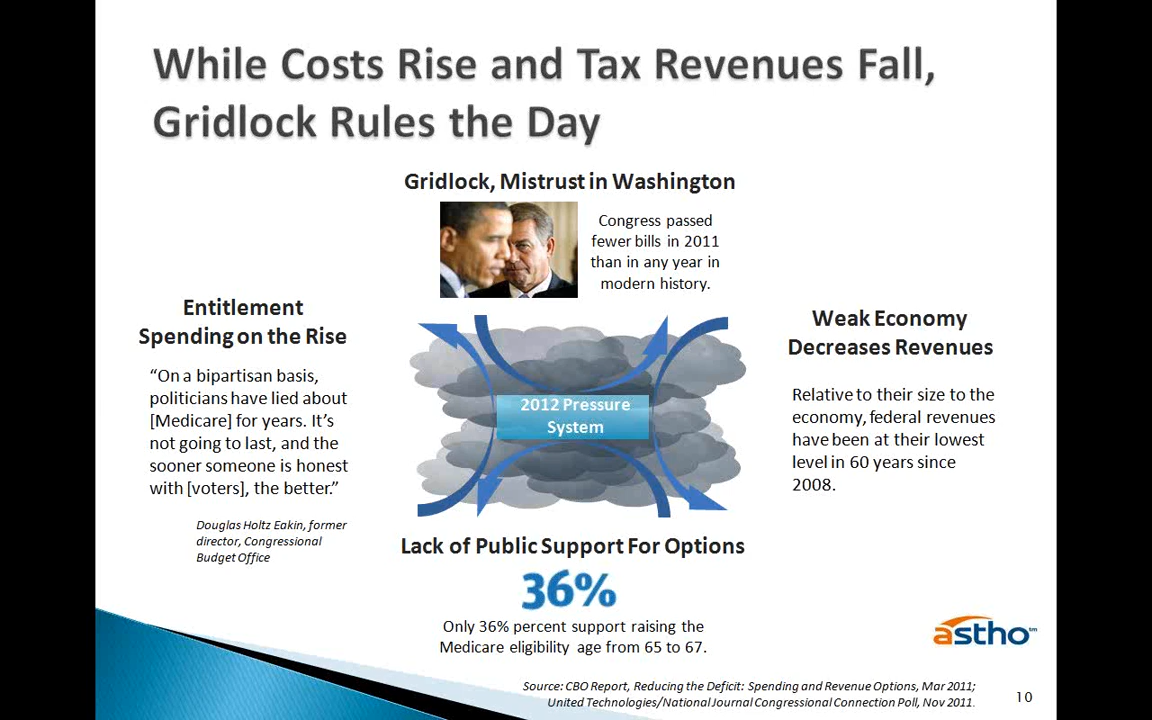 While Costs Rise and Tax Revenues Fall,
Gridlock Rules the Day
Gridlock, Mistrust in Washington
Congress passed
fewer bills in 2011
than in any year in
modern history.
Entitlement
Spending on the Rise
“On a bipartisan basis,
politicians have lied about
[Medicare] for years. It’s
not going to last, and the
sooner someone is honest
with [voters], the better.”
Douglas Holtz Eakin, former
director, Congressional
Budget Office
2012 Pressure
System
Weak Economy
Decreases Revenues
Relative to their size to the
economy, federal revenues
have been at their lowest
level in 60 years since
2008.
Lack of Public Support For Options
36%
Only 36% percent support raising the
Medicare eligibility age from 65 to 67.
astho™
Source: CBO Report, Reducing the Deficit: Spending and Revenue Options, Mar 2011;
United Technologies/National Journal Congressional Connection Poll, Nov 2011.
10